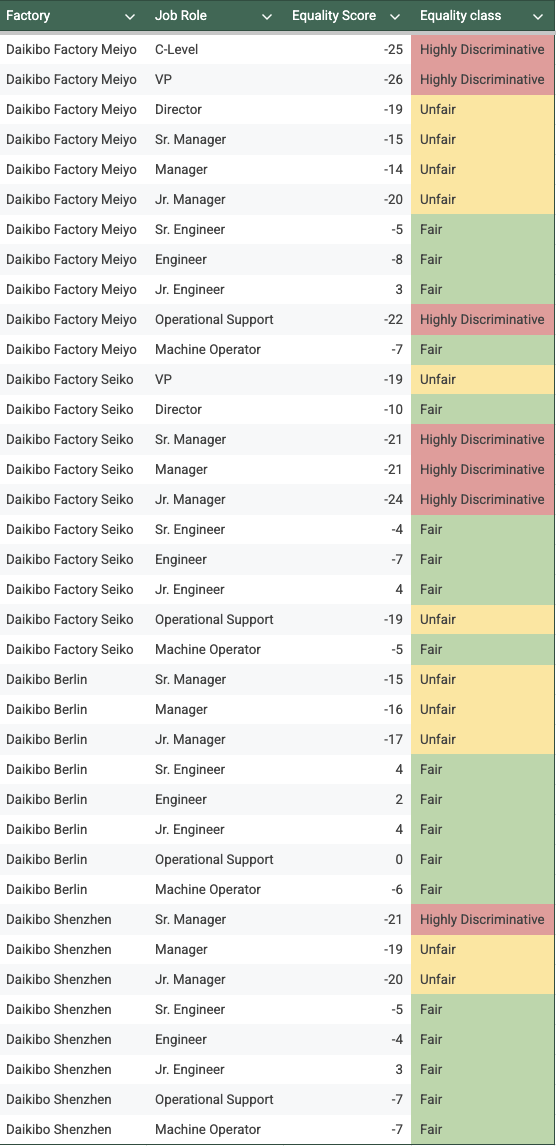 Factory Job Role Equality Score Equality class
Daikibo Factory Meiyo C-Level -25 Highly Discriminative
Daikibo Factory Meiyo VP -26 Highly Discriminative
Daikibo Factory Meiyo Director -19 Unfair
Daikibo Factory Meiyo Sr. Manager -15 Unfair
Daikibo Factory Meiyo Manager -14 Unfair
Daikibo Factory Meiyo Jr. Manager -20 Unfair
Daikibo Factory Meiyo Sr. Engineer -5 Fair
Daikibo Factory Meiyo Engineer -8 Fair
Daikibo Factory Meiyo Jr. Engineer 3 Fair
Daikibo Factory Meiyo Operational Support -22 Highly Discriminative
Daikibo Factory Meiyo Machine Operator -7 Fair
Daikibo Factory Seiko VP -19 Unfair
Daikibo Factory Seiko Director -10 Fair
Daikibo Factory Seiko Sr. Manager -21 Highly Discriminative
Daikibo Factory Seiko Manager -21 Highly Discriminative
Daikibo Factory Seiko Jr. Manager -24 Highly Discriminative
Daikibo Factory Seiko Sr. Engineer -4 Fair
Daikibo Factory Seiko Engineer -7 Fair
Daikibo Factory Seiko Jr. Engineer 4 Fair
Daikibo Factory Seiko Operational Support -19 Unfair
Daikibo Factory Seiko Machine Operator -5 Fair
Daikibo Berlin Sr. Manager -15 Unfair
Daikibo Berlin Manager -16 Unfair
Daikibo Berlin Jr. Manager -17 Unfair
Daikibo Berlin Sr. Engineer 4 Fair
Daikibo Berlin Engineer 2 Fair
Daikibo Berlin Jr. Engineer 4 Fair
Daikibo Berlin Operational Support 0 Fair
Daikibo Berlin Machine Operator -6 Fair
Daikibo Shenzhen Sr. Manager -21 Highly Discriminative
Daikibo Shenzhen Manager -19 Unfair
Daikibo Shenzhen Jr. Manager -20 Unfair
Daikibo Shenzhen Sr. Engineer -5 Fair
Daikibo Shenzhen Engineer -4 Fair
Daikibo Shenzhen Jr. Engineer 3 Fair
Daikibo Shenzhen Operational Support -7 Fair
Daikibo Shenzhen Machine Operator -7 Fair